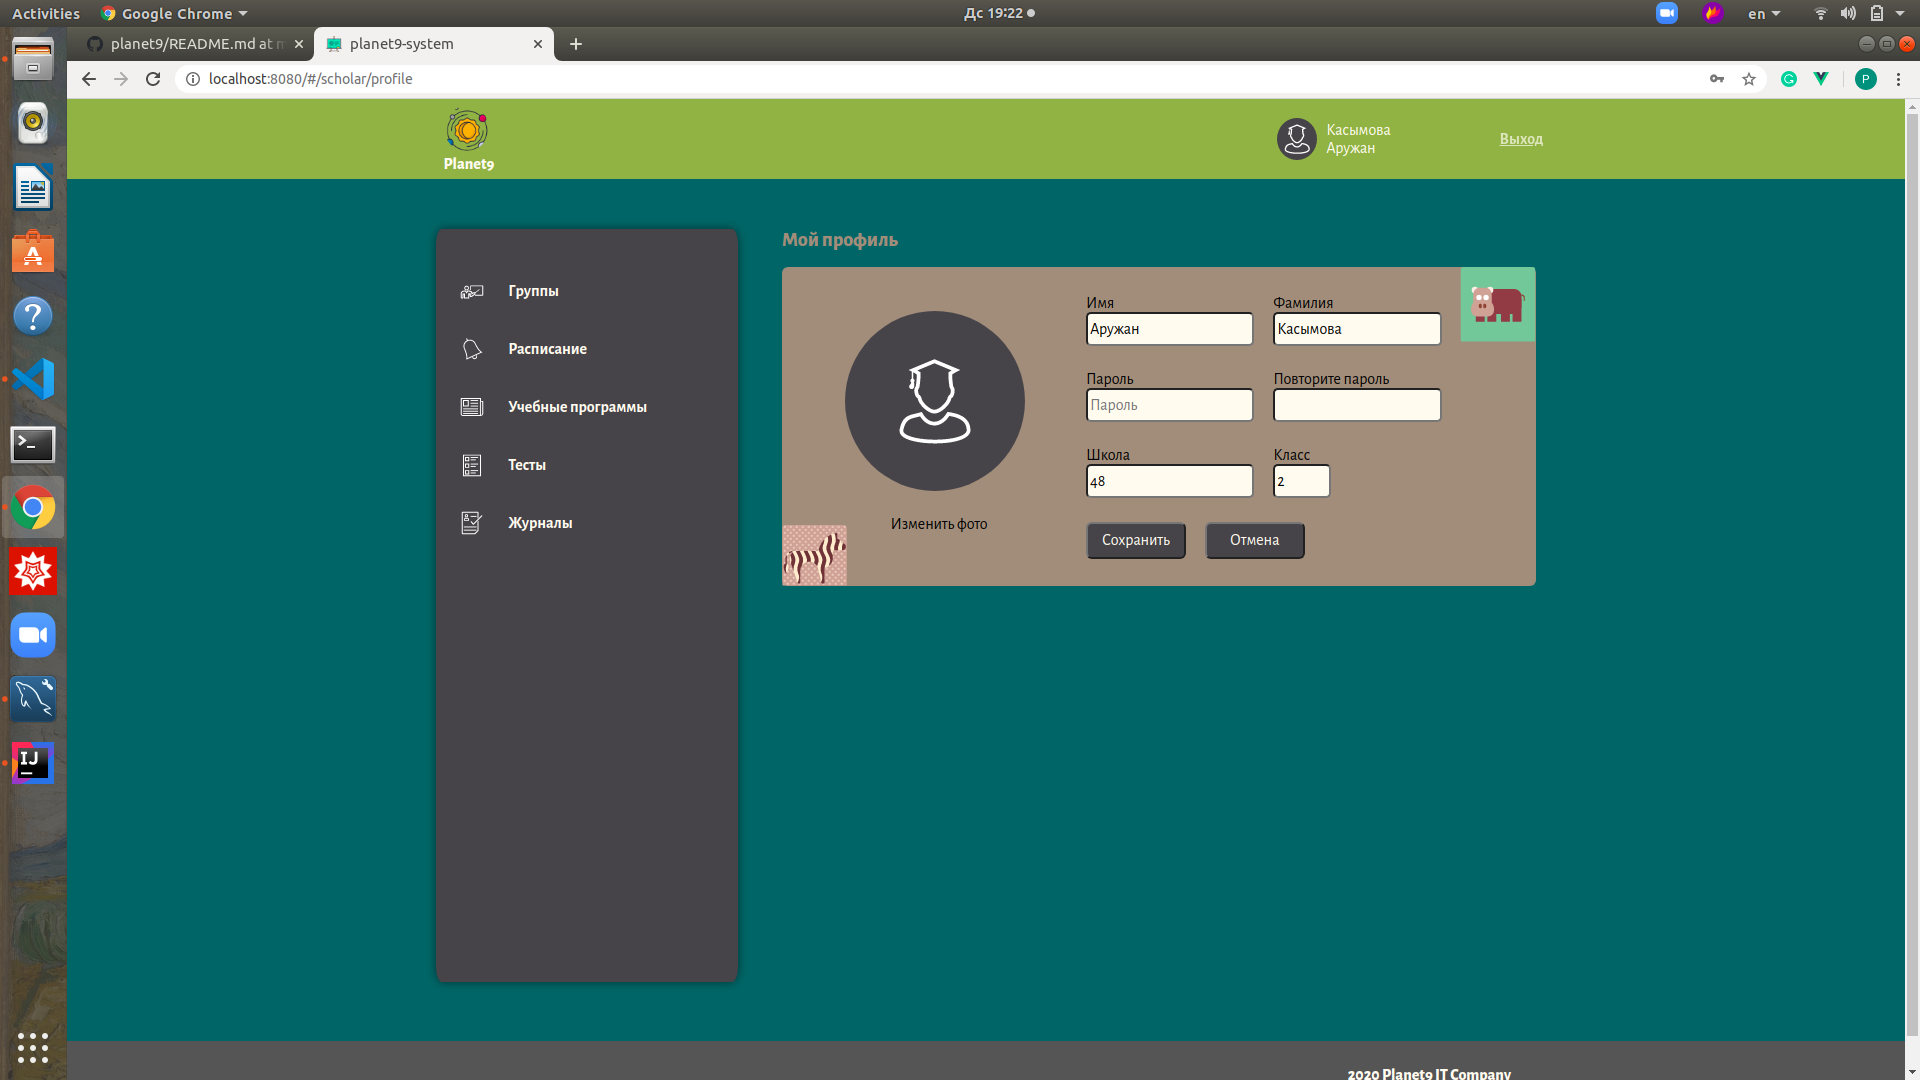 Activities
Google Chrome
Дс 19:22
en
planet9/README.md at m
planet9-system
localhost:8080/#/scholar/profile
P
Planet9
Касымова
Аружан
Выход
Группы
Расписание
Учебные программы
Тесты
Журналы
Мой профиль
Изменить фото
Имя
Фамилия
Аружан
Касымова
Пароль
Повторите пароль
Пароль
Школа
Класс
48
2
Сохранить
Отмена
IJ
2020 Planet9 IT Company